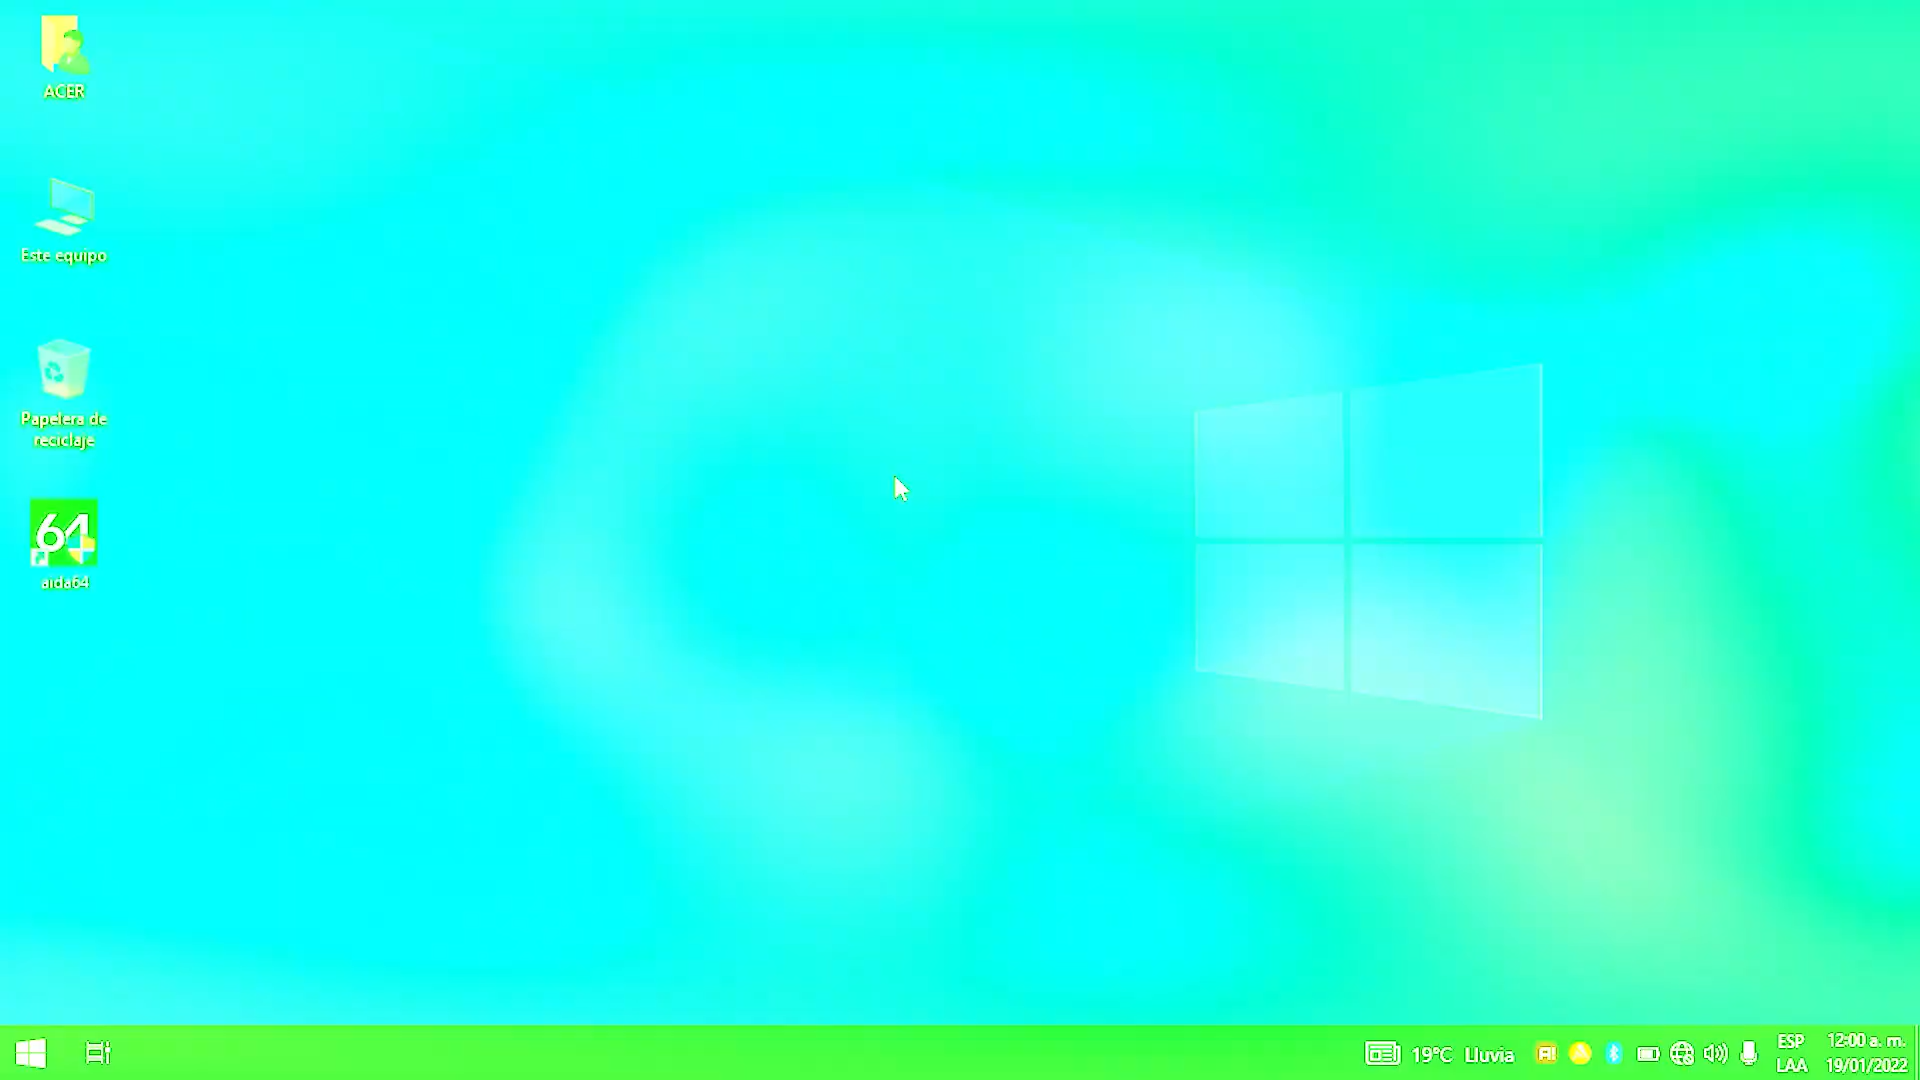 ACER
Este equipo
Papelera de
reciclaje
64
aida64
19°C Lluvia
ESP
LAA
12:00 a. m.
19/01/2022